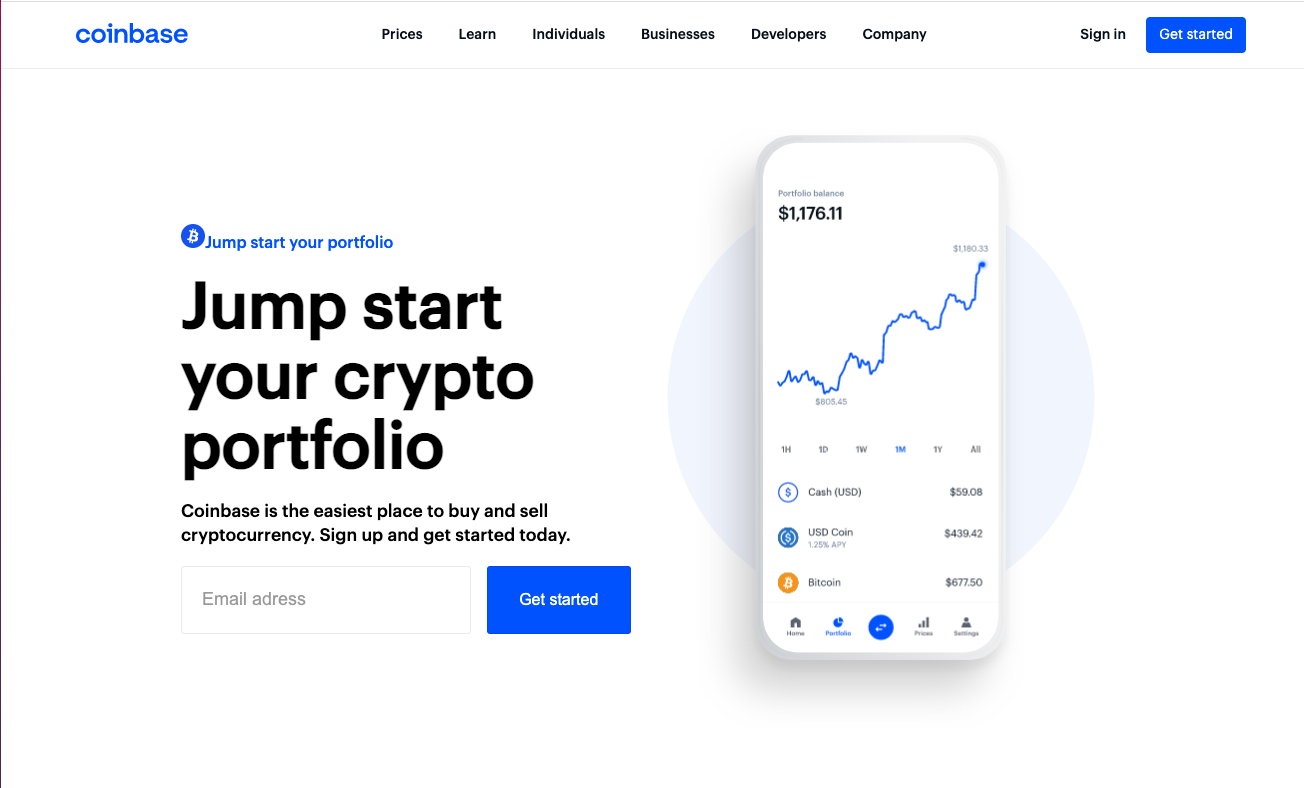 coinbase
Prices Learn Individuals Businesses Developers Company Sign in Get started
Jump start your portfolio
Jump start
your crypto
portfolio
Coinbase is the easiest place to buy and sell
cryptocurrency. Sign up and get started today.
Email adress Get started
Portfolio balance
$1,176.11
$1,180.33
$805.45
1H 1D 1W 1M 1Y All
Cash (USD) $59.08
USD Coin $439.42
1.25% APY
Bitcoin $677.50
Home Portfolio Prices Settings